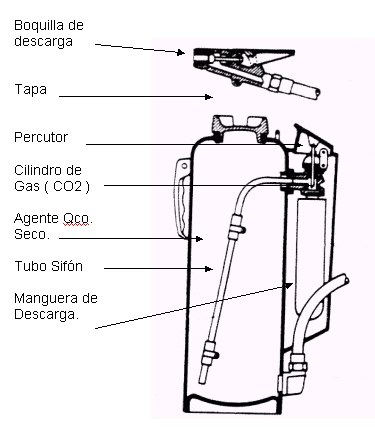 Boquilla de
descarga.
Tapa
Percutor
Cilindro de
Gas ( CO2 )
Agente Qco.
Seco.
Tubo Sifón
Manguera de
Descarga.